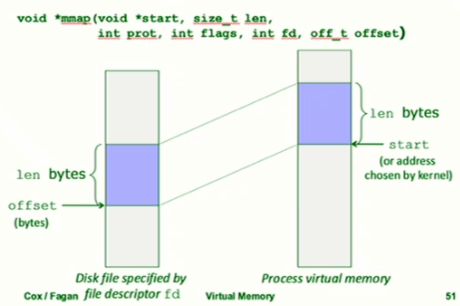 void *mmap(void *start, size_t len,
int prot, int flags, int fd, off_t offset)
len bytes
start
(or address
chosen by kernel)
len bytes
offset
(bytes)
Disk file specified by
file descriptor fd
Process virtual memory
Cox / Fagan
Virtual Memory
51